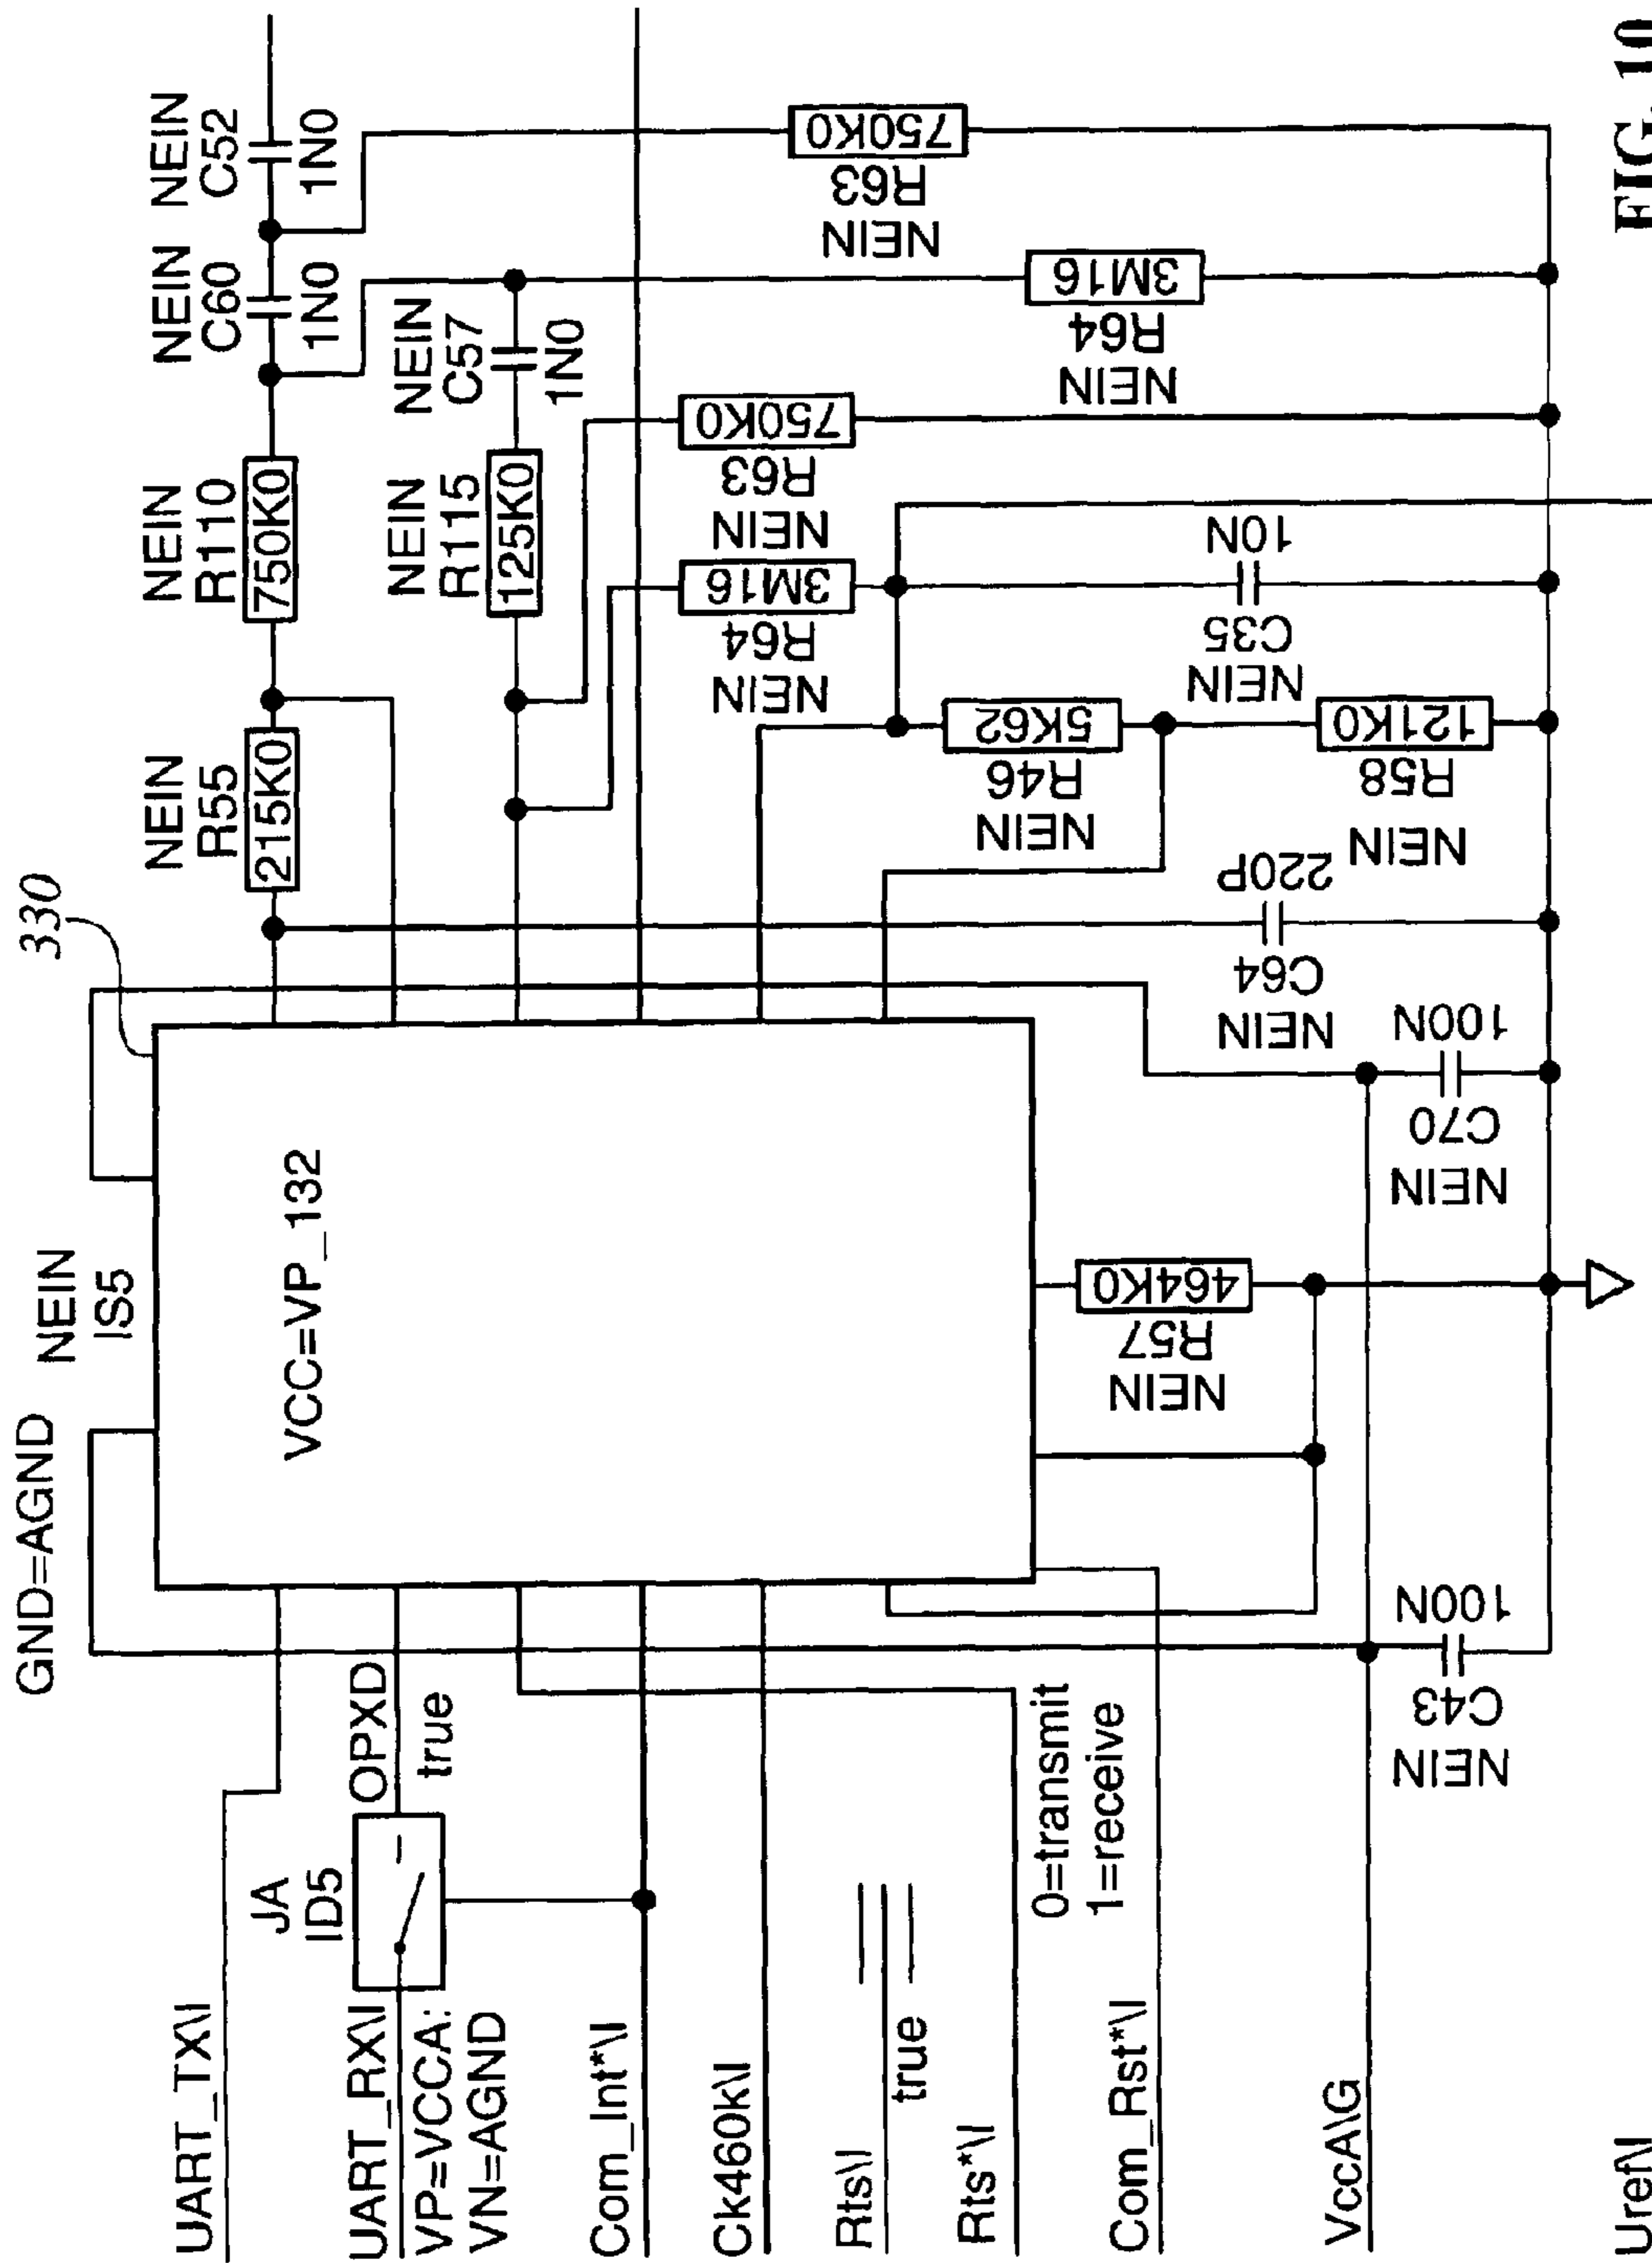 GND=AGND
NEIN
IS5
330
VCC=VP_132
UART_TX\I
JA
ID5
OPXD
true
UART_RX\I
VP=VCCA:
VN=AGND
Com_Int*\I
Ck460k\I
Rts\I
true
Rts*\I
0=transmit
1=receive
Com_Rst*\I
VccA\G
Uref\I
NEIN
R55
215K0
NEIN
R110
750K0
NEIN
C60
1N0
NEIN
C52
1N0
NEIN
R115
125K0
NEIN
C57
1N0
750K0
R63
NEIN
3M16
R64
NEIN
750K0
R63
NEIN
3M16
R64
NEIN
10N
C35
NEIN
5K62
R46
NEIN
121K0
R58
NEIN
220P
C64
NEIN
100N
C70
NEIN
464K0
R57
NEIN
100N
C43
NEIN
FIG. 10